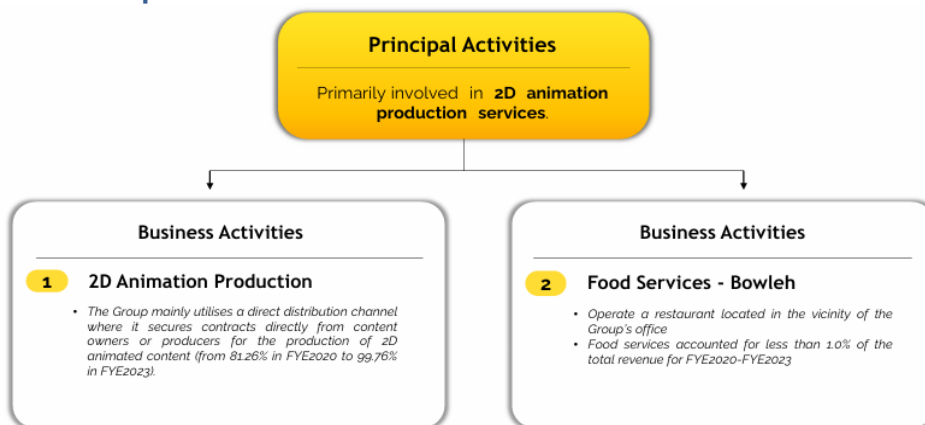 Principal Activities
Primarily involved in 2D animation
production services.
Business Activities
1 2D Animation Production
• The Group mainly utilises a direct distribution channel
where it secures contracts directly from content
owners or producers for the production of 2D
animated content (from 81.26% in FYE2020 to 99.76%
in FYE2023).
Business Activities
2 Food Services - Bowleh
• Operate a restaurant located in the vicinity of the
Group's office
• Food services accounted for less than 1.0% of the
total revenue for FYE2020-FYE2023